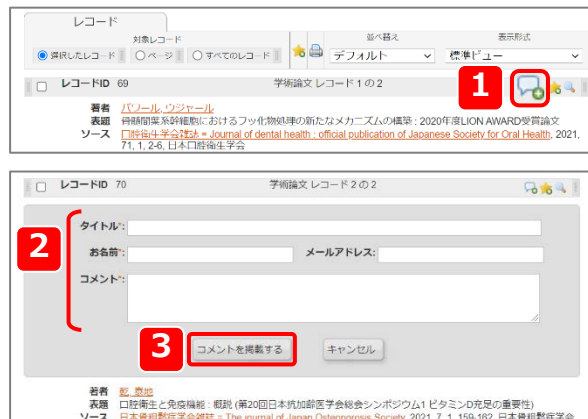 レコード
対象レコード
並べ替え
表示形式
選択したレコード
ページ
すべてのレコード
デフォルト
標準ビュー
1
レコードID 69
学術論文 レコード 1 の 2
著者 パワール, ウジャール
表題 骨髄間葉系幹細胞におけるフッ化物処理の新たなメカニズムの構築 : 2020年度LION AWARD受賞論文
ソース 口腔衛生学会雑誌 = Journal of dental health : official publication of Japanese Society for Oral Health, 2021,
71, 1, 2-6, 日本口腔衛生学会
レコードID 70
学術論文 レコード 2 の 2
2
タイトル*:
お名前*:
メールアドレス:
コメント*:
3
コメントを掲載する
キャンセル
著者
表題 口腔衛生と免疫機能 : 概説 (第20回日本抗加齢医学会総会シンポジウム1 ビタミンD充足の重要性)
ソース 日本骨粗鬆症学会雑誌 = The journal of Japan Osteoporosis Society, 2021, 7, 1, 159-162, 日本骨粗鬆症学会